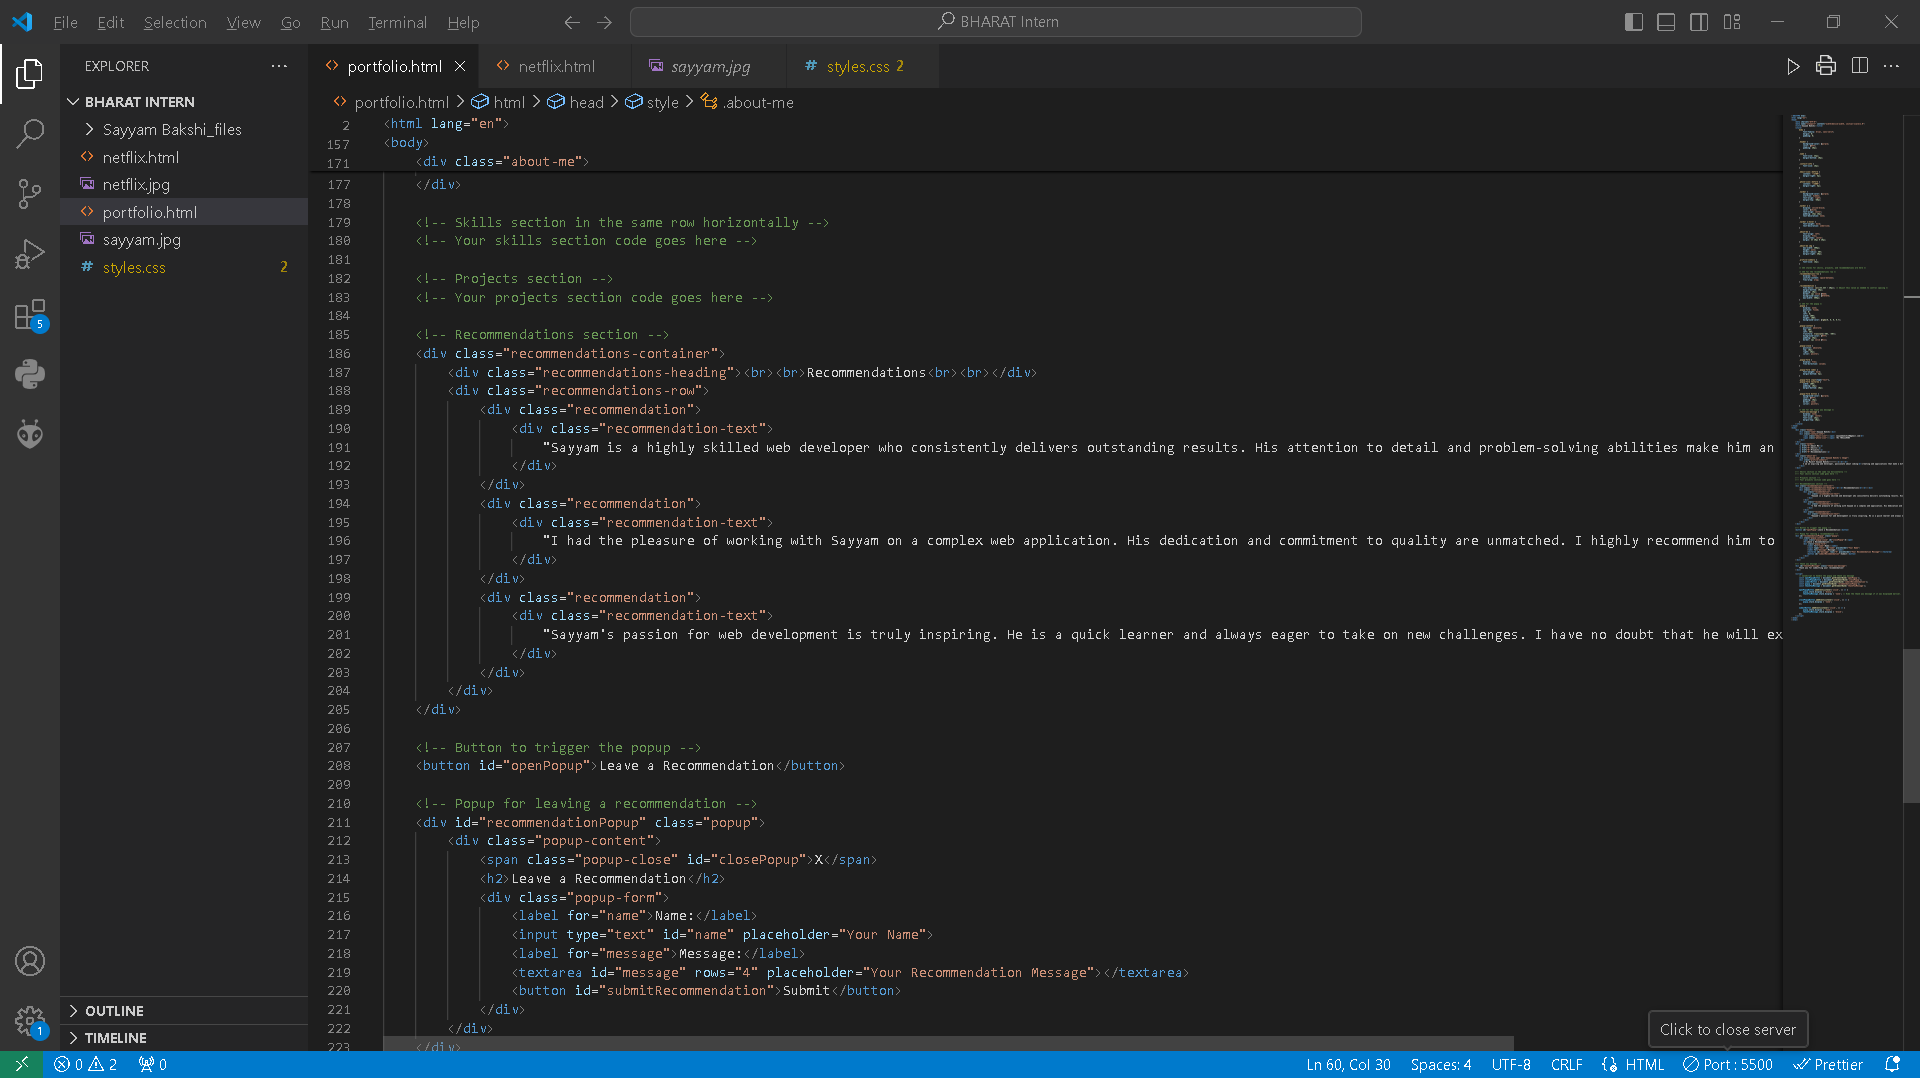 File Edit Selection View Go Run Terminal Help
BHARAT Intern
EXPLORER
BHARAT INTERN
Sayyam Bakshi_files
netflix.html
netflix.jpg
portfolio.html
sayyam.jpg
styles.css 2
5
OUTLINE
TIMELINE
1
portfolio.html netflix.html sayyam.jpg styles.css 2
portfolio.html > html > head > style > .about-me
2 <html lang="en">
157 <body>
171 <div class="about-me">
177 </div>
178
179 <!-- Skills section in the same row horizontally -->
180 <!-- Your skills section code goes here -->
181
182 <!-- Projects section -->
183 <!-- Your projects section code goes here -->
184
185 <!-- Recommendations section -->
186 <div class="recommendations-container">
187 <div class="recommendations-heading"><br><br>Recommendations<br><br></div>
188 <div class="recommendations-row">
189 <div class="recommendation">
190 <div class="recommendation-text">
191 "Sayyam is a highly skilled web developer who consistently delivers outstanding results. His attention to detail and problem-solving abilities make him an
192 </div>
193 </div>
194 <div class="recommendation">
195 <div class="recommendation-text">
196 "I had the pleasure of working with Sayyam on a complex web application. His dedication and commitment to quality are unmatched. I highly recommend him to
197 </div>
198 </div>
199 <div class="recommendation">
200 <div class="recommendation-text">
201 "Sayyam's passion for web development is truly inspiring. He is a quick learner and always eager to take on new challenges. I have no doubt that he will ex
202 </div>
203 </div>
204 </div>
205 </div>
206
207 <!-- Button to trigger the popup -->
208 <button id="openPopup">Leave a Recommendation</button>
209
210 <!-- Popup for leaving a recommendation -->
211 <div id="recommendationPopup" class="popup">
212 <div class="popup-content">
213 <span class="popup-close" id="closePopup">X</span>
214 <h2>Leave a Recommendation</h2>
215 <div class="popup-form">
216 <label for="name">Name:</label>
217 <input type="text" id="name" placeholder="Your Name">
218 <label for="message">Message:</label>
219 <textarea id="message" rows="4" placeholder="Your Recommendation Message"></textarea>
220 <button id="submitRecommendation">Submit</button>
221 </div>
222 </div>
223 </div>
Click to close server
0 2 0 Ln 60, Col 30 Spaces: 4 UTF-8 CRLF HTML Port : 5500 Prettier